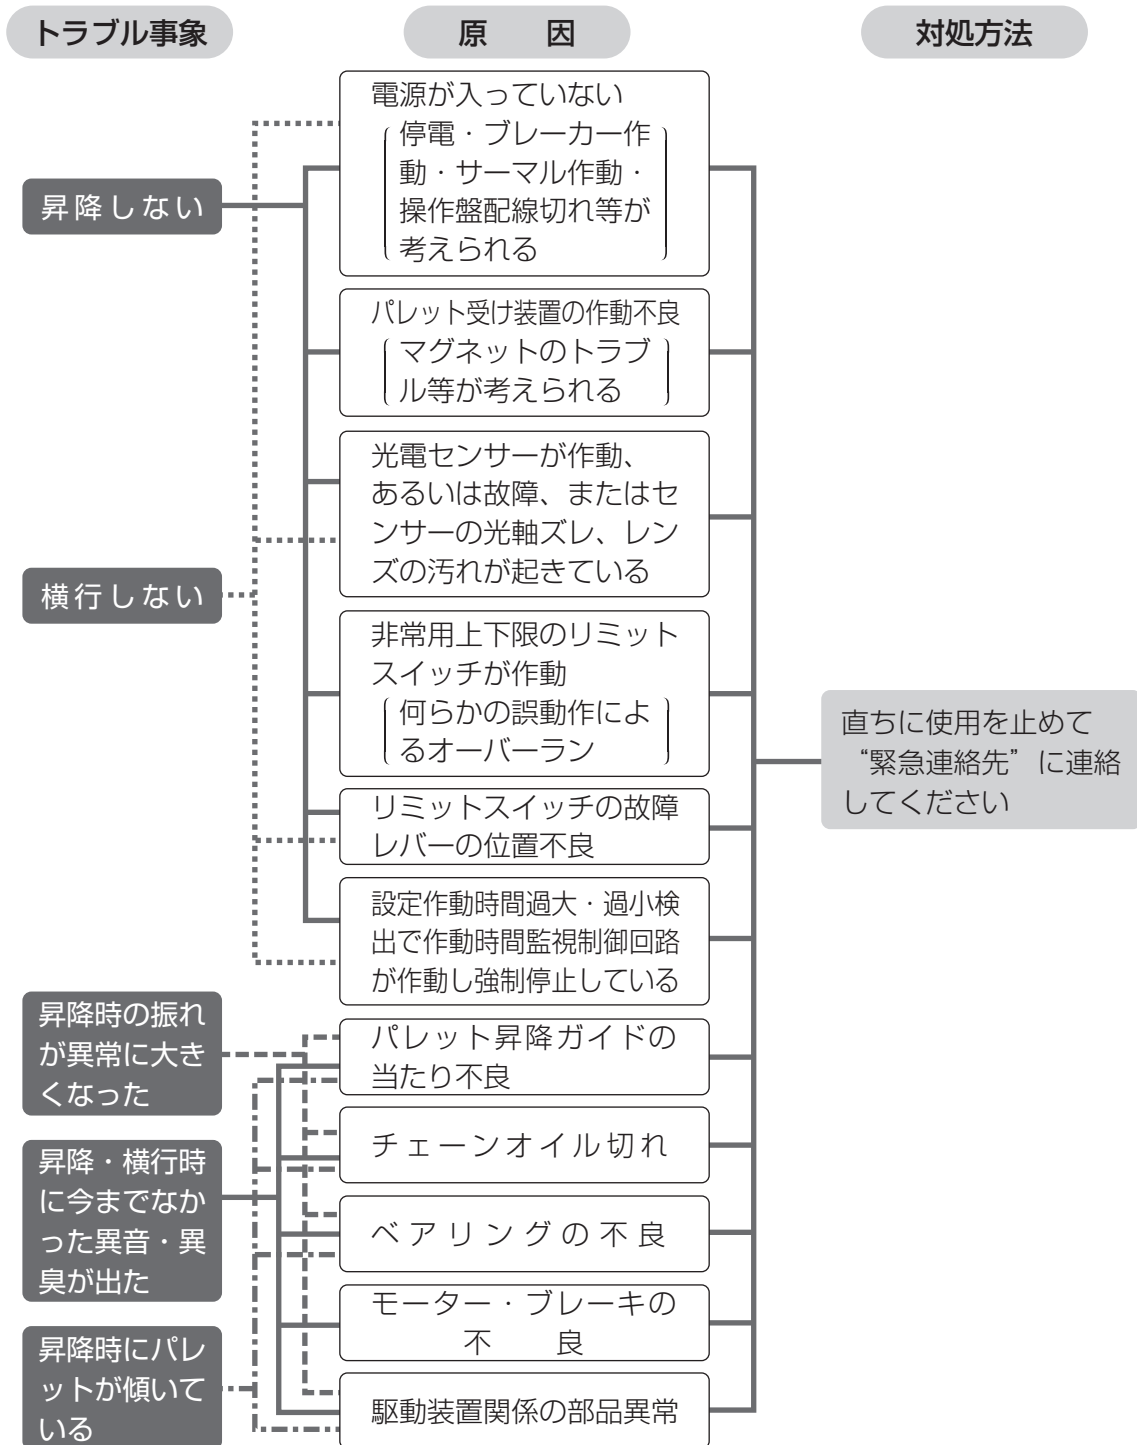 トラブル事象
原　因
対処方法
昇降しない
横行しない
昇降時の振れ
が異常に大き
くなった
昇降・横行時
に今までなか
った異音・異
臭が出た
昇降時にパレ
ットが傾いて
いる
電源が入っていない
停電・ブレーカー作
動・サーマル作動・
操作盤配線切れ等が
考えられる
パレット受け装置の作動不良
マグネットのトラブ
ル等が考えられる
光電センサーが作動、
あるいは故障、またはセ
ンサーの光軸ズレ、レン
ズの汚れが起きている
非常用上下限のリミット
スイッチが作動
何らかの誤動作によ
るオーバーラン
リミットスイッチの故障
レバーの位置不良
設定作動時間過大・過小検
出で作動時間監視制御回路
が作動し強制停止している
パレット昇降ガイドの
当たり不良
チェーンオイル切れ
ベアリングの不良
モーター・ブレーキの
不　良
駆動装置関係の部品異常
直ちに使用を止めて
“緊急連絡先”に連絡
してください